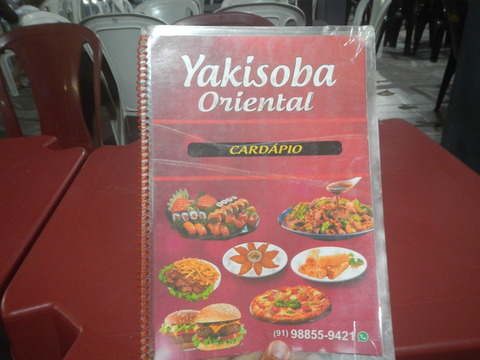 Yakisoba
Oriental
CARDÁPIO
(91) 98855-9421